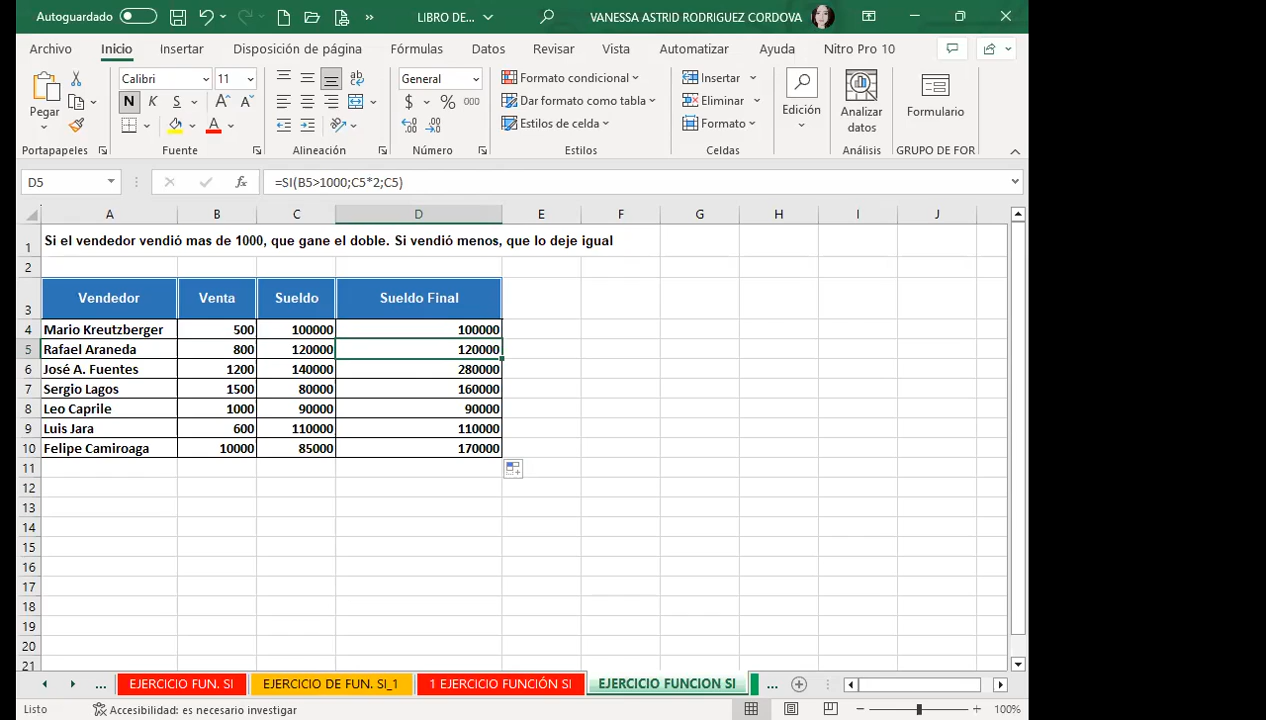 Autoguardado LIBRO DE... VANESSA ASTRID RODRIGUEZ CORDOVA
Archivo Inicio Insertar Disposición de página Fórmulas Datos Revisar Vista Automatizar Ayuda Nitro Pro 10
Pegar Calibri 11 General Formato condicional Insertar Edición Analizar datos Formulario
N K S $ % 000 Dar formato como tabla Eliminar
Estilos de celda Formato
Portapapeles Fuente Alineación Número Estilos Celdas Análisis GRUPO DE FOR
D5 fx =SI(B5>1000;C5*2;C5)
A B C D E F G H I J
1 Si el vendedor vendió mas de 1000, que gane el doble. Si vendió menos, que lo deje igual
2
3 Vendedor Venta Sueldo Sueldo Final
4 Mario Kreutzberger 500 100000 100000
5 Rafael Araneda 800 120000 120000
6 José A. Fuentes 1200 140000 280000
7 Sergio Lagos 1500 80000 160000
8 Leo Caprile 1000 90000 90000
9 Luis Jara 600 110000 110000
10 Felipe Camiroaga 10000 85000 170000
11
12
13
14
15
16
17
18
19
20
21
... EJERCICIO FUN. SI EJERCICIO DE FUN. SI_1 1 EJERCICIO FUNCIÓN SI EJERCICIO FUNCION SI ...
Listo Accesibilidad: es necesario investigar 100%